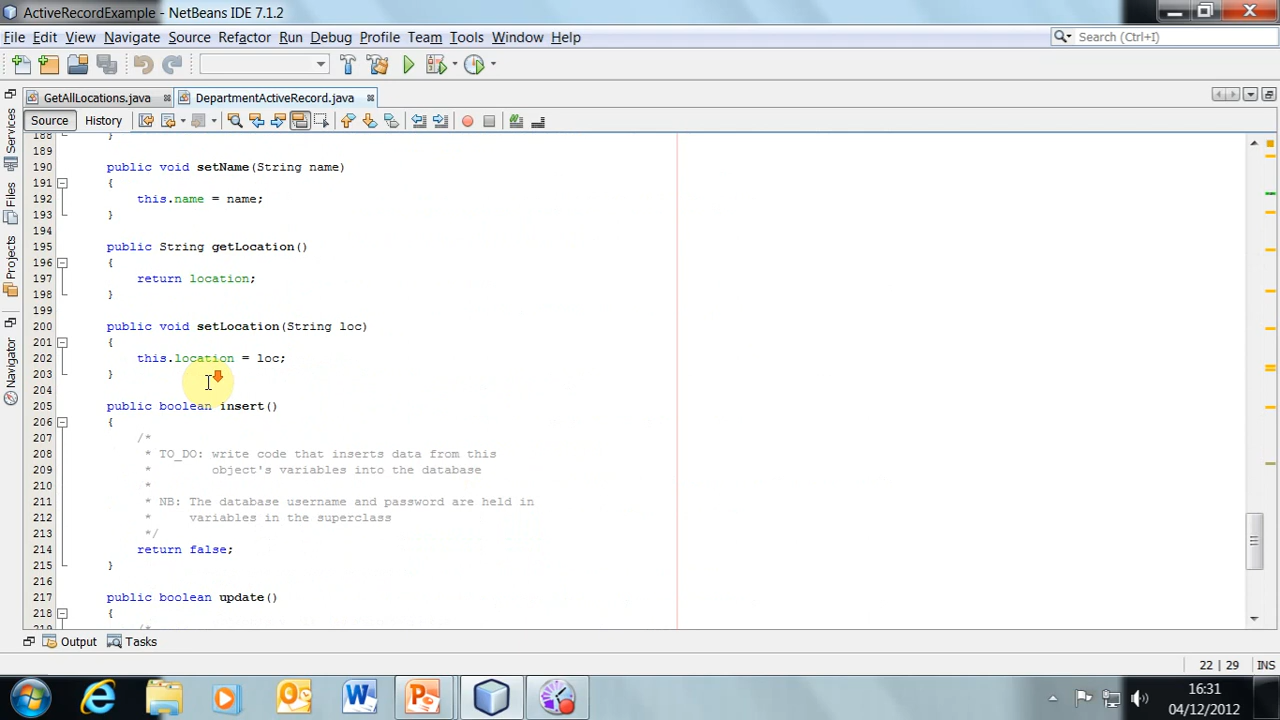 ActiveRecordExample - NetBeans IDE 7.1.2
File Edit View Navigate Source Refactor Run Debug Profile Team Tools Window Help
Search (Ctrl+I)
GetAllLocations.java DepartmentActiveRecord.java
Source History
Services
Files
Projects
Navigator
188 }
189
190 public void setName(String name)
191 {
192 this.name = name;
193 }
194
195 public String getLocation()
196 {
197 return location;
198 }
199
200 public void setLocation(String loc)
201 {
202 this.location = loc;
203 }
204
205 public boolean insert()
206 {
207 /*
208 * TO_DO: write code that inserts data from this
209 * object's variables into the database
210 *
211 * NB: The database username and password are held in
212 * variables in the superclass
213 */
214 return false;
215 }
216
217 public boolean update()
218 {
219 /*
Output Tasks
22 | 29 INS
16:31
04/12/2012